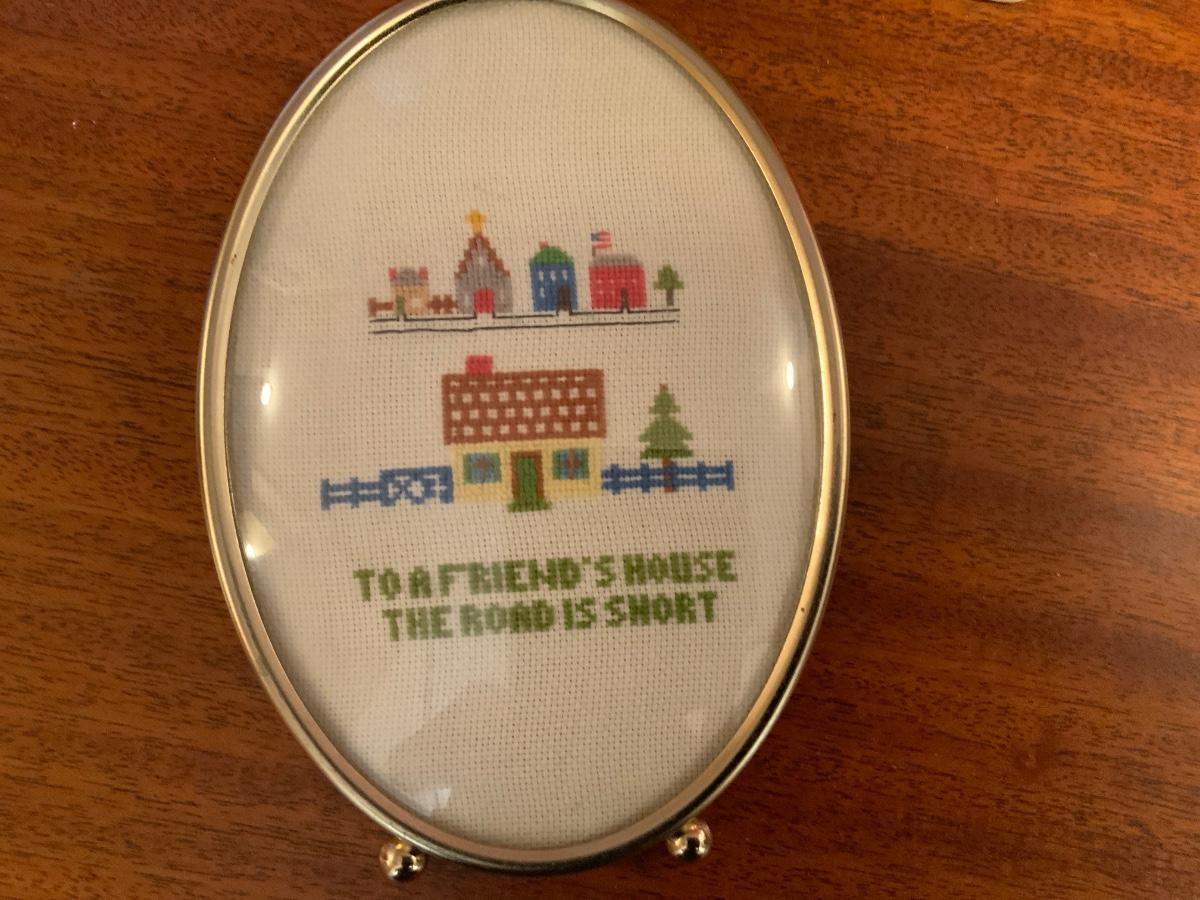 TO A FRIEND'S HOUSE
THE ROAD IS SHORT